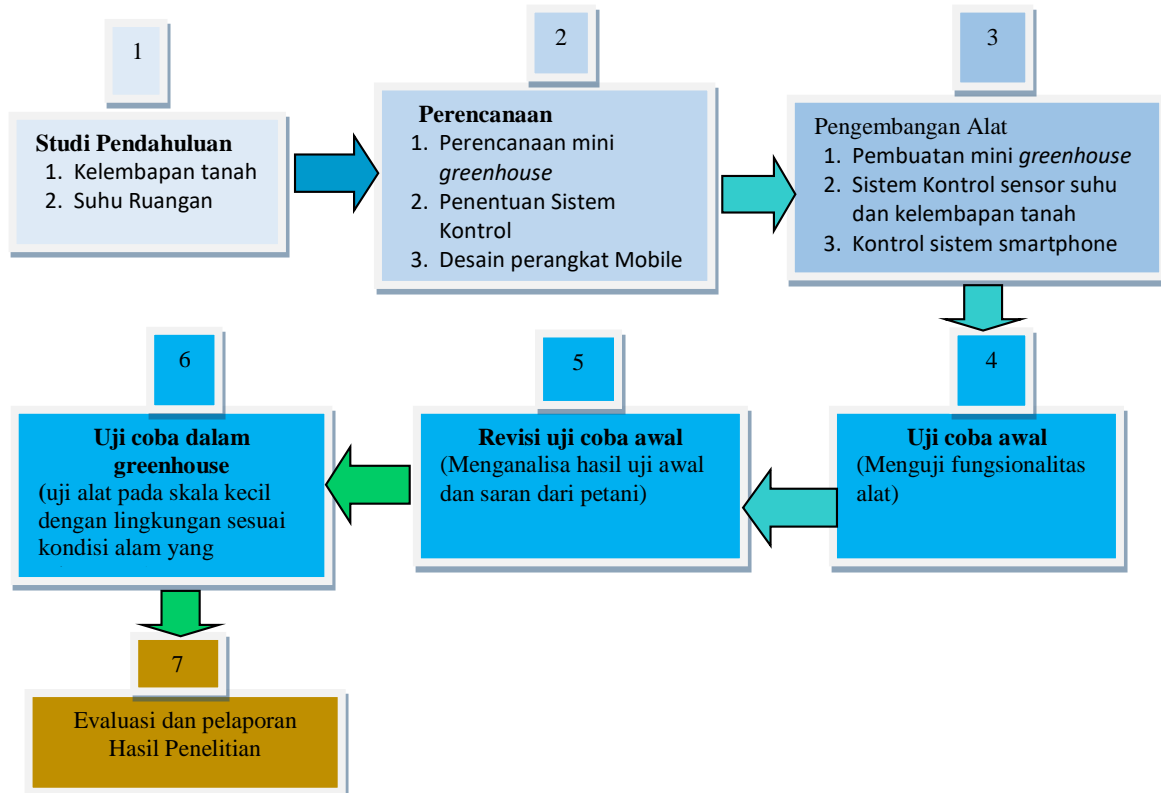 1
Studi Pendahuluan
1. Kelembapan tanah
2. Suhu Ruangan
2
Perencanaan
1. Perencanaan mini
greenhouse
2. Penentuan Sistem
Kontrol
3. Desain perangkat Mobile
3
Pengembangan Alat
1. Pembuatan mini greenhouse
2. Sistem Kontrol sensor suhu
dan kelembapan tanah
3. Kontrol sistem smartphone
4
Uji coba awal
(Menguji fungsionalitas
alat)
5
Revisi uji coba awal
(Menganalisa hasil uji awal
dan saran dari petani)
6
Uji coba dalam
greenhouse
(uji alat pada skala kecil
dengan lingkungan sesuai
kondisi alam yang
7
Evaluasi dan pelaporan
Hasil Penelitian